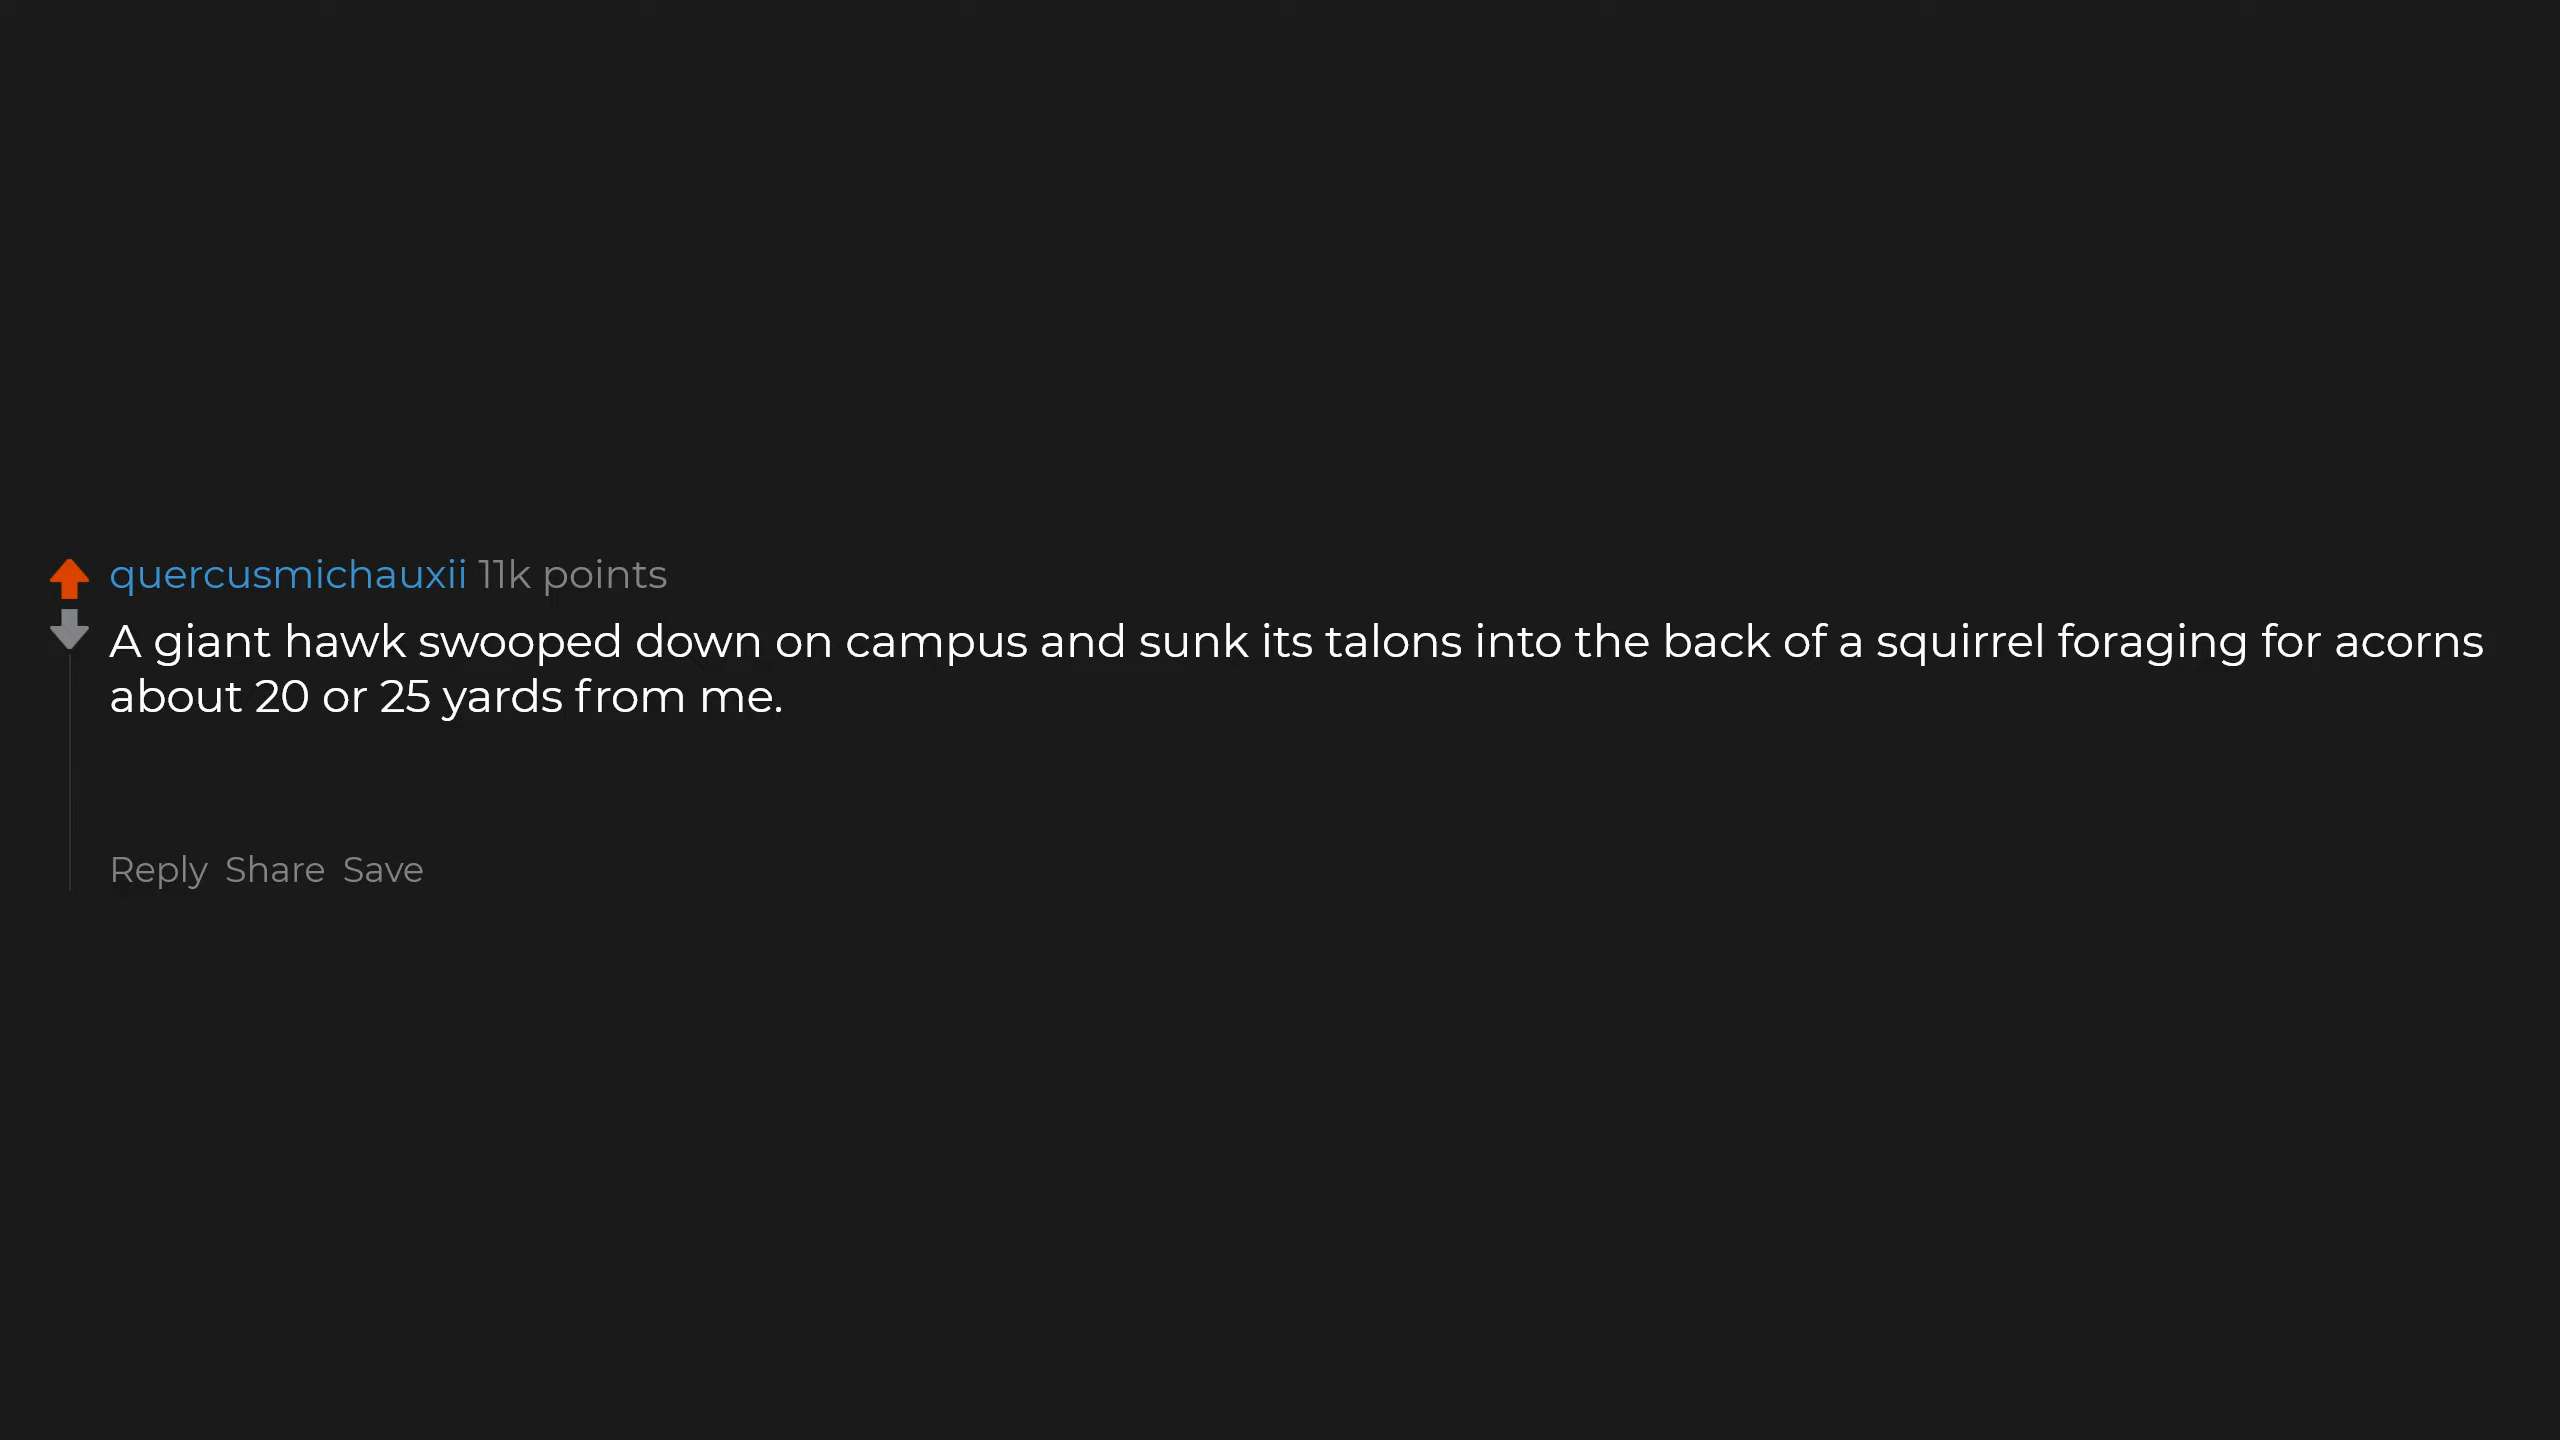 quercusmichauxii 11k points
A giant hawk swooped down on campus and sunk its talons into the back of a squirrel foraging for acorns
about 20 or 25 yards from me.
Reply Share Save